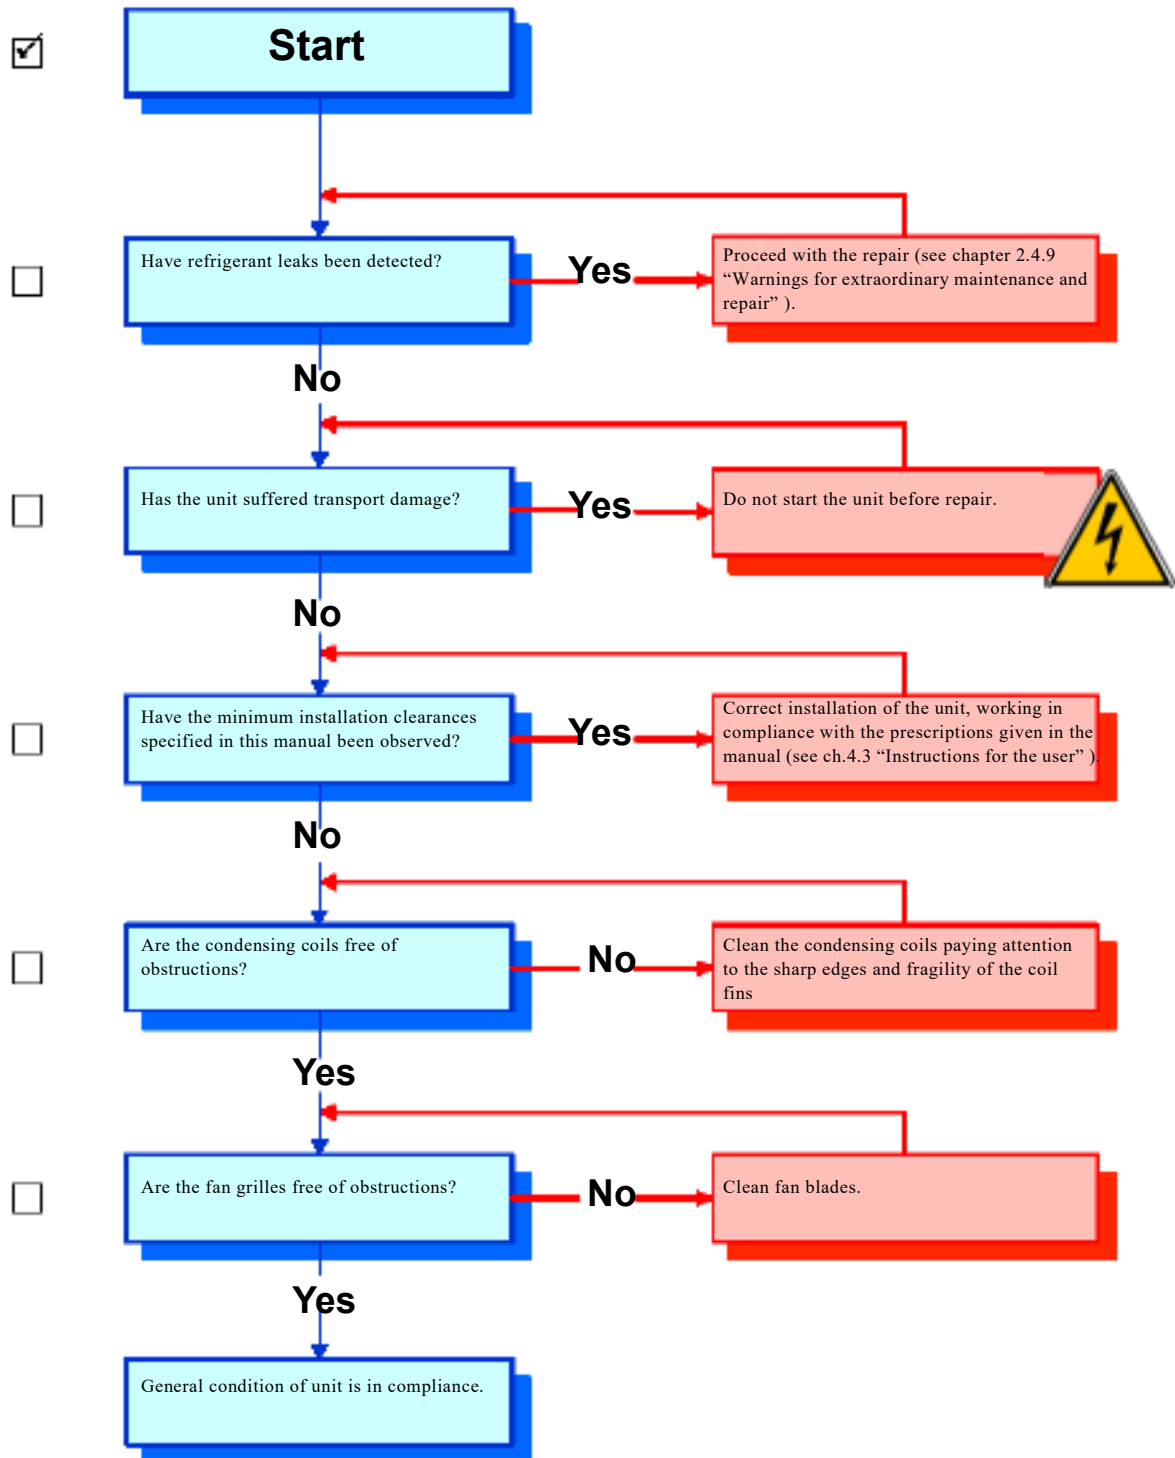 Start
Have refrigerant leaks been detected?
Yes
Proceed with the repair (see chapter 2.4.9
“Warnings for extraordinary maintenance and
repair” ).
No
Has the unit suffered transport damage?
Yes
Do not start the unit before repair.
No
Have the minimum installation clearances
specified in this manual been observed?
Yes
Correct installation of the unit, working in
compliance with the prescriptions given in the
manual (see ch.4.3 “Instructions for the user” ).
No
Are the condensing coils free of
obstructions?
No
Clean the condensing coils paying attention
to the sharp edges and fragility of the coil
fins
Yes
Are the fan grilles free of obstructions?
No
Clean fan blades.
Yes
General condition of unit is in compliance.